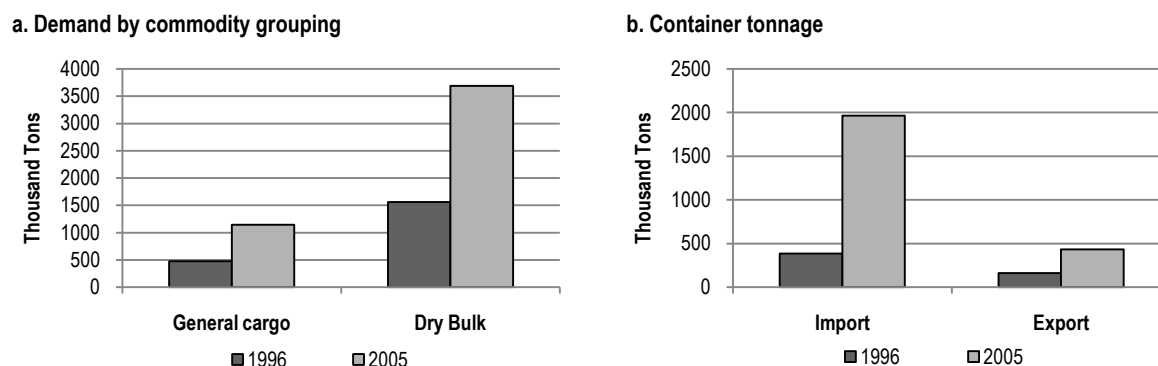 a. Demand by commodity grouping
Thousand Tons
4000
3500
3000
2500
2000
1500
1000
500
0
General cargo
Dry Bulk
1996
2005
b. Container tonnage
Thousand Tons
2500
2000
1500
1000
500
0
Import
Export
1996
2005